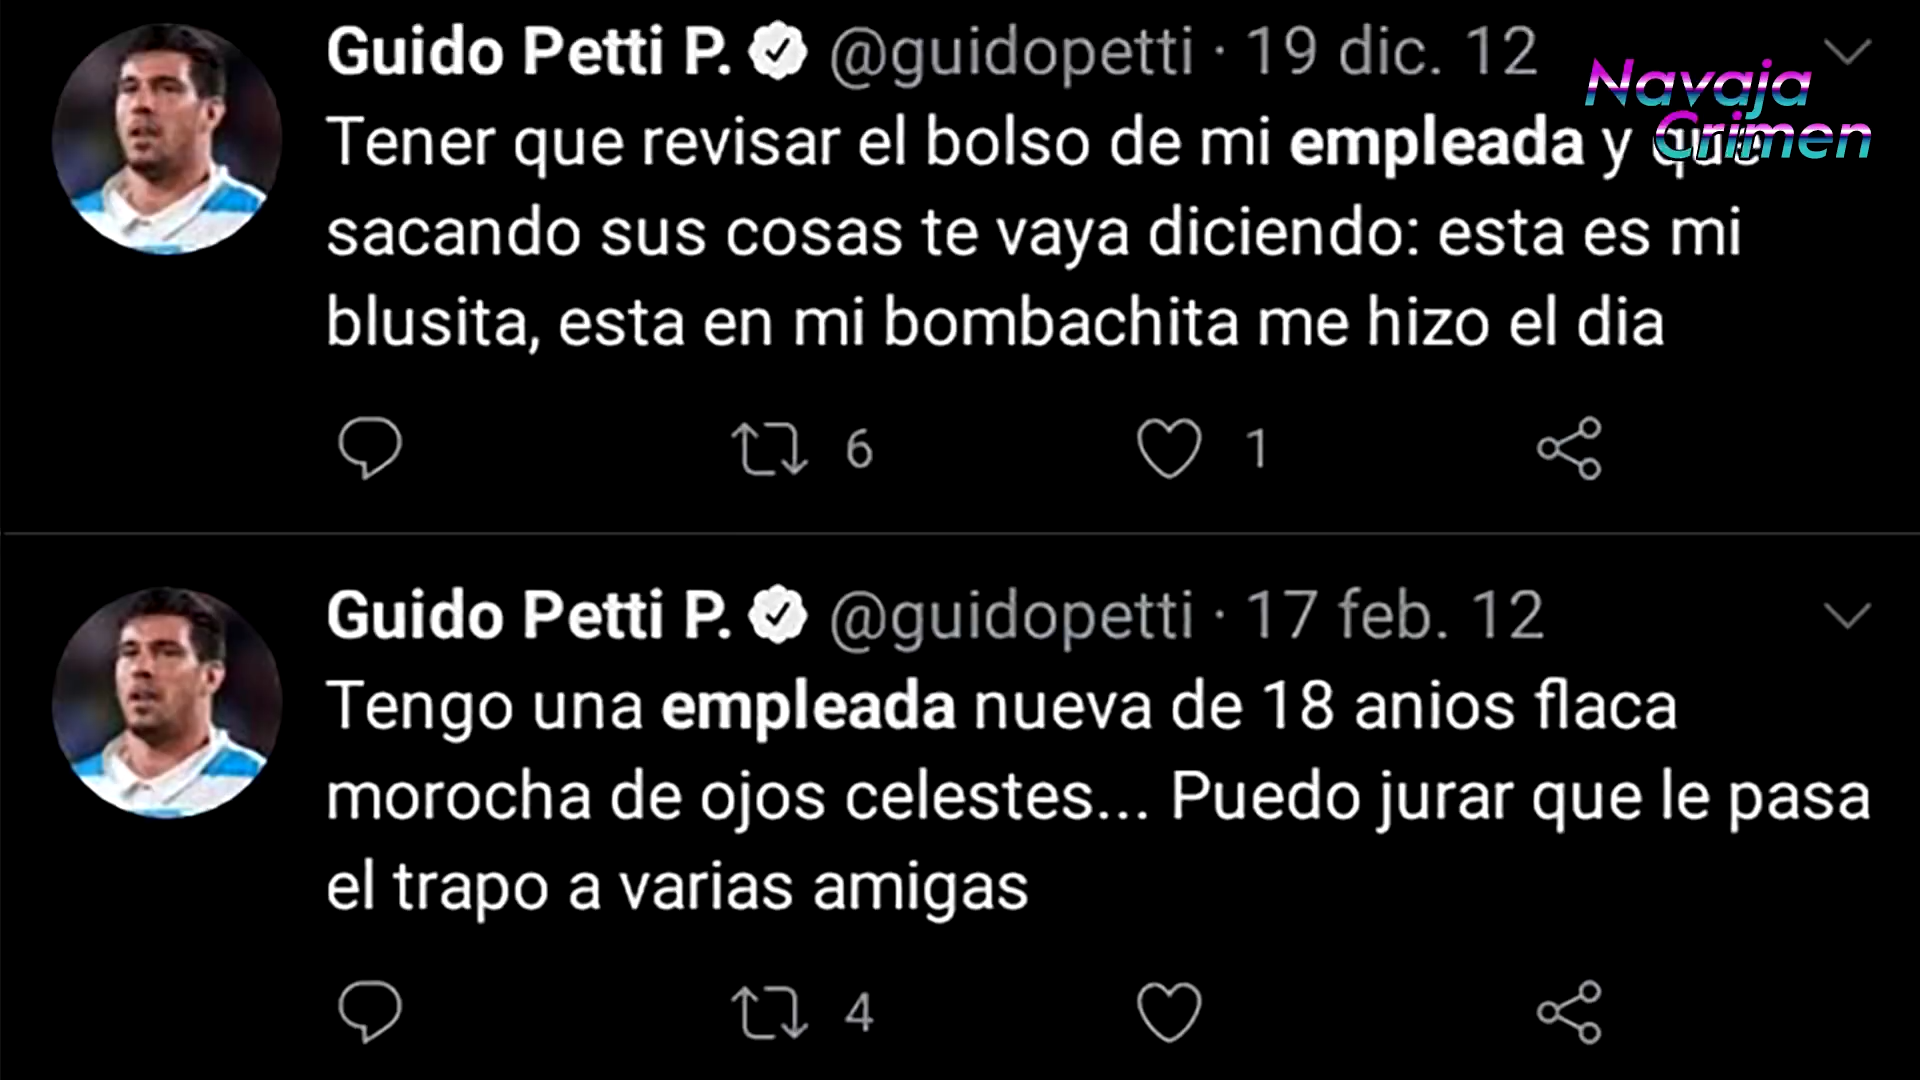 Guido Petti P. @guidopetti · 19 dic. 12
Navaja
Crimen
Tener que revisar el bolso de mi empleada y que
sacando sus cosas te vaya diciendo: esta es mi
blusita, esta en mi bombachita me hizo el dia
6
1
Guido Petti P. @guidopetti · 17 feb. 12
Tengo una empleada nueva de 18 anios flaca
morocha de ojos celestes... Puedo jurar que le pasa
el trapo a varias amigas
4